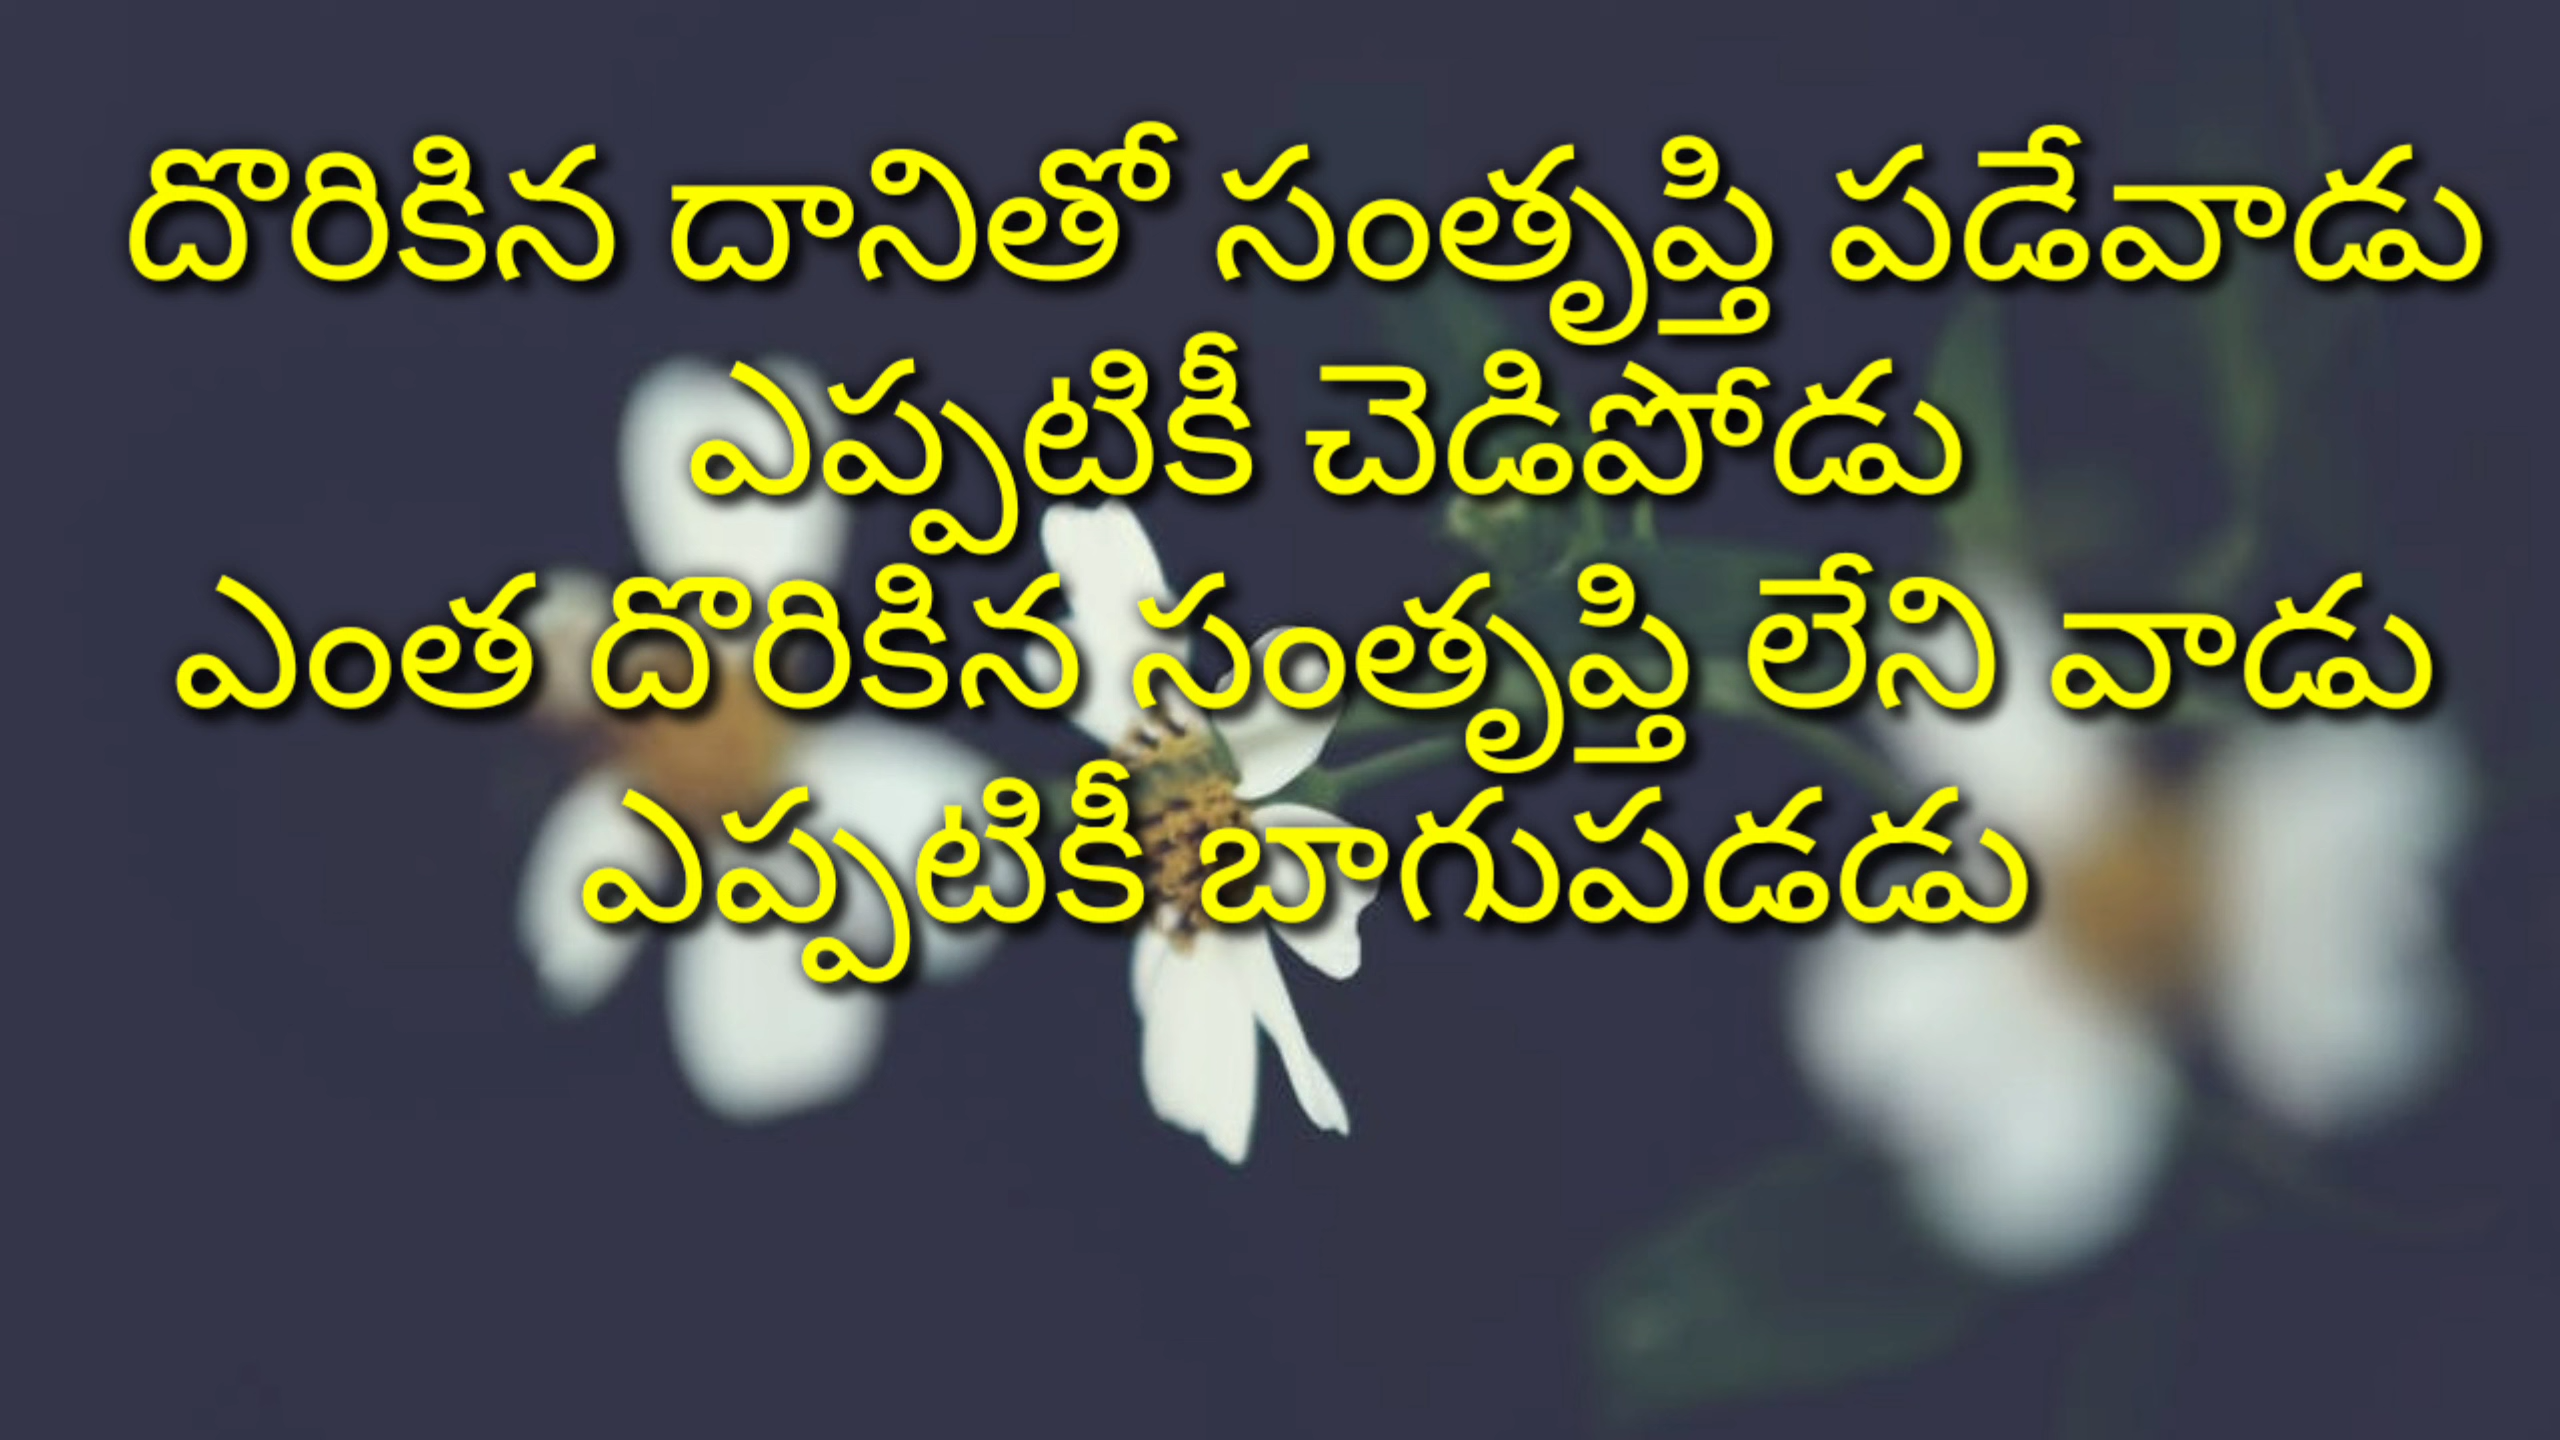 దొరికిన దానితో సంతృప్తి పడేవాడు
ఎప్పటికీ చెడిపోడు
ఎంత దొరికిన సంతృప్తి లేని వాడు
ఎప్పటికీ బాగుపడడు